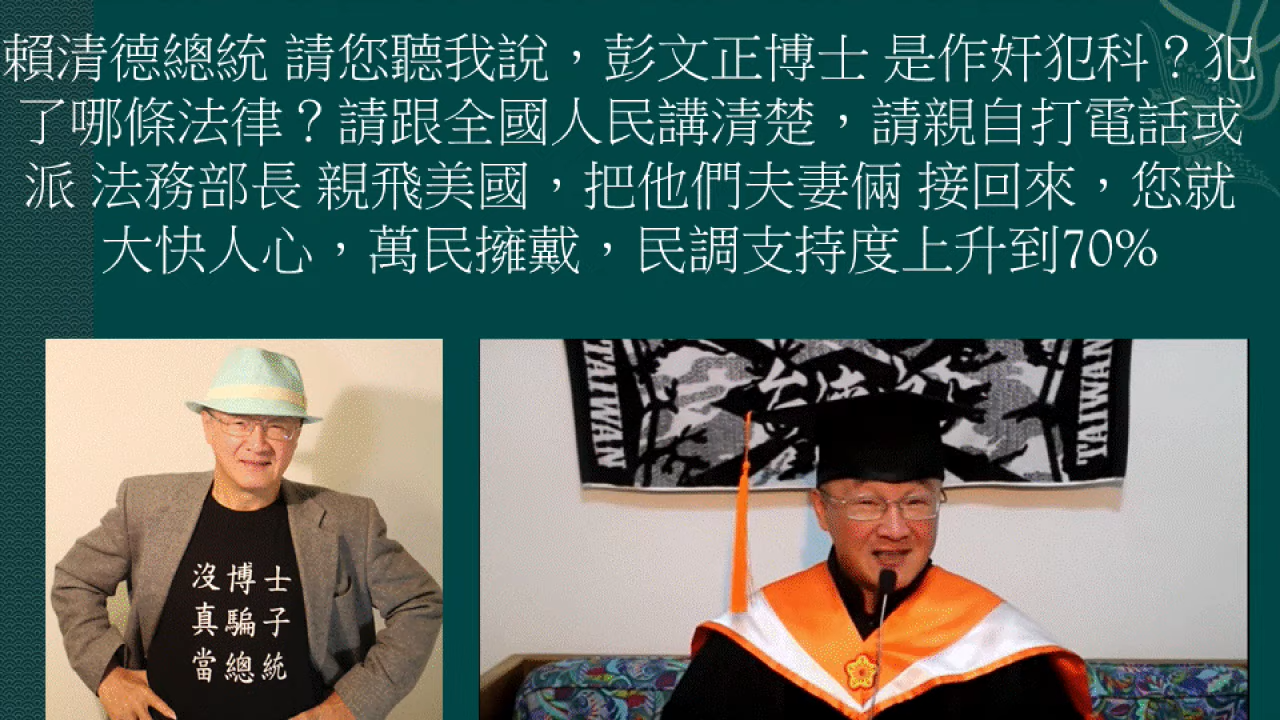 賴清德總統 請您聽我說，彭文正博士 是作奸犯科？犯
了哪條法律？請跟全國人民講清楚，請親自打電話或
派 法務部長 親飛美國，把他們夫妻倆 接回來，您就
大快人心，萬民擁戴，民調支持度上升到70%
沒博士
真騙子
當總統
TAIWAN
TAIWAN